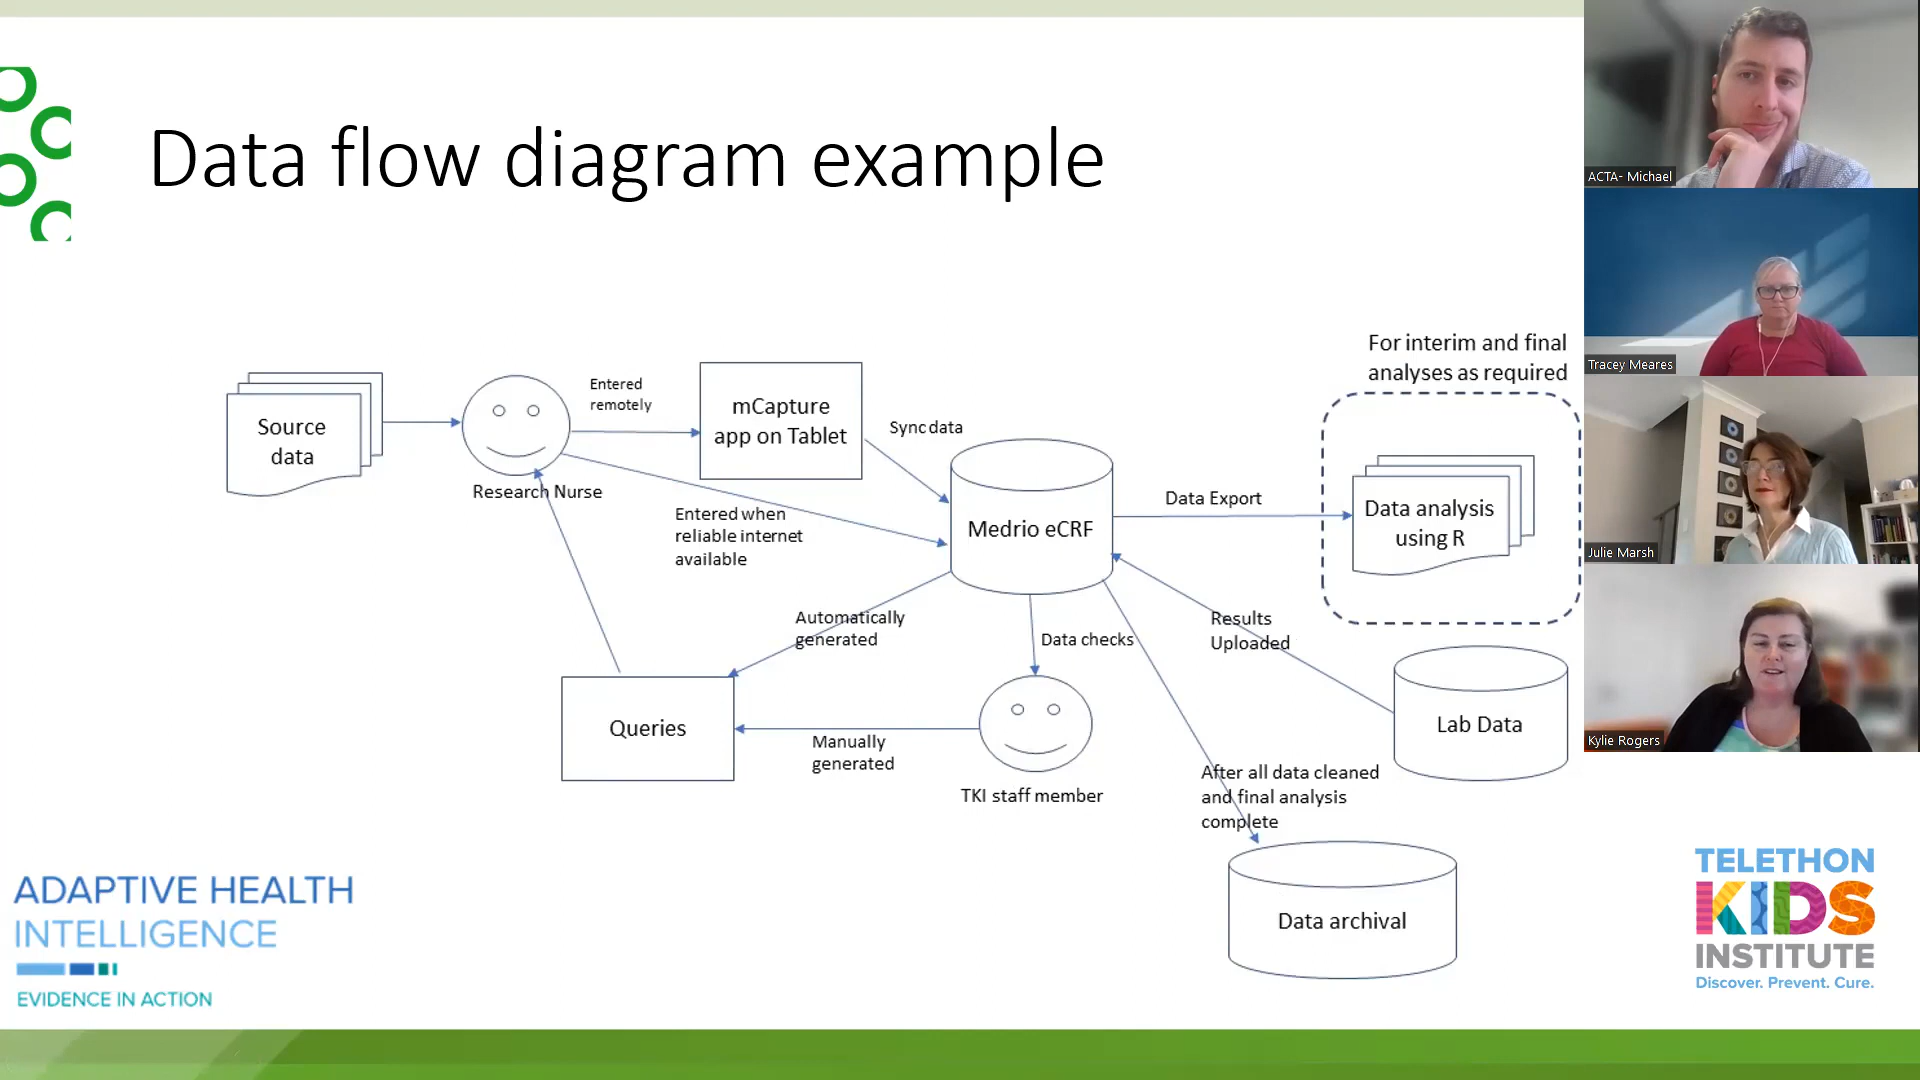 Data flow diagram example
Source
data
Research Nurse
Entered
remotely
mCapture
app on Tablet
Sync data
Entered when
reliable internet
available
Medrio eCRF
Data Export
For interim and final
analyses as required
Data analysis
using R
Automatically
generated
Data checks
Results
Uploaded
Lab Data
Queries
Manually
generated
TKI staff member
After all data cleaned
and final analysis
complete
Data archival
ADAPTIVE HEALTH
INTELLIGENCE
EVIDENCE IN ACTION
TELETHON
KIDS
INSTITUTE
Discover. Prevent. Cure.
ACTA- Michael
Tracey Meares
Julie Marsh
Kylie Rogers